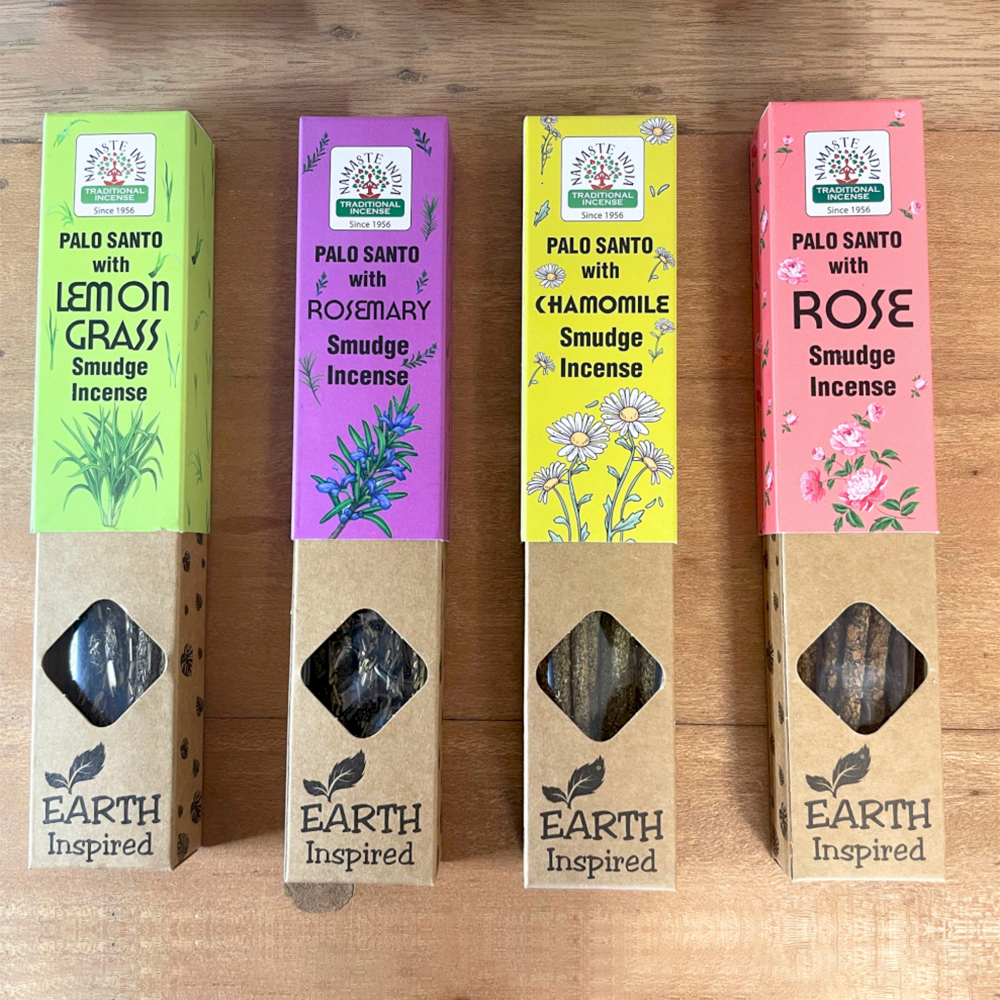 NAMASTE INDIA
TRADITIONAL
INCENSE
Since 1956
PALO SANTO
with
LEMON
GRASS
Smudge
Incense
EARTH
Inspired
NAMASTE INDIA
TRADITIONAL
INCENSE
Since 1956
PALO SANTO
with
ROSEMARY
Smudge
Incense
EARTH
Inspired
NAMASTE INDIA
TRADITIONAL
INCENSE
Since 1956
PALO SANTO
with
CHAMOMILE
Smudge
Incense
EARTH
Inspired
NAMASTE INDIA
TRADITIONAL
INCENSE
Since 1956
PALO SANTO
with
ROSE
Smudge
Incense
EARTH
Inspired